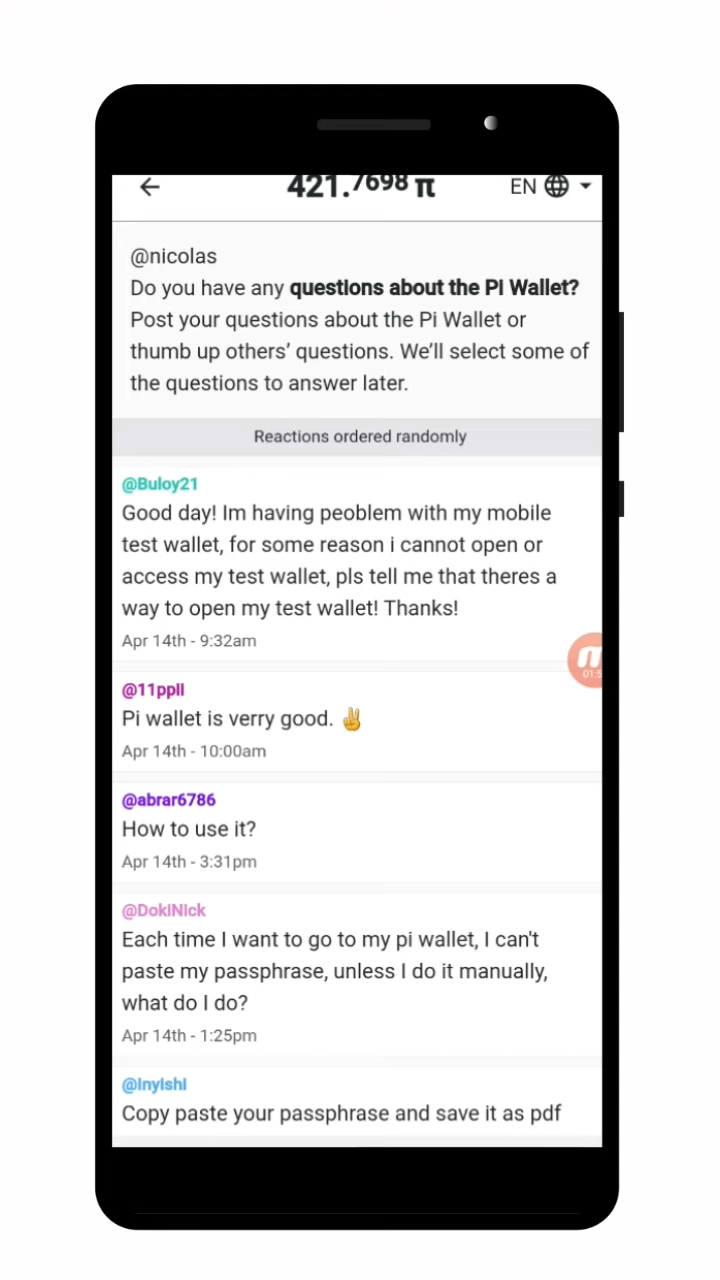 421.7698 π
EN
@nicolas
Do you have any questions about the Pi Wallet?
Post your questions about the Pi Wallet or
thumb up others' questions. We'll select some of
the questions to answer later.
Reactions ordered randomly
@Buloy21
Good day! Im having peoblem with my mobile
test wallet, for some reason i cannot open or
access my test wallet, pls tell me that theres a
way to open my test wallet! Thanks!
Apr 14th - 9:32am
@11ppll
Pi wallet is verry good. ✌️
Apr 14th - 10:00am
@abrar6786
How to use it?
Apr 14th - 3:31pm
@DokiNick
Each time I want to go to my pi wallet, I can't
paste my passphrase, unless I do it manually,
what do I do?
Apr 14th - 1:25pm
@Inyishi
Copy paste your passphrase and save it as pdf